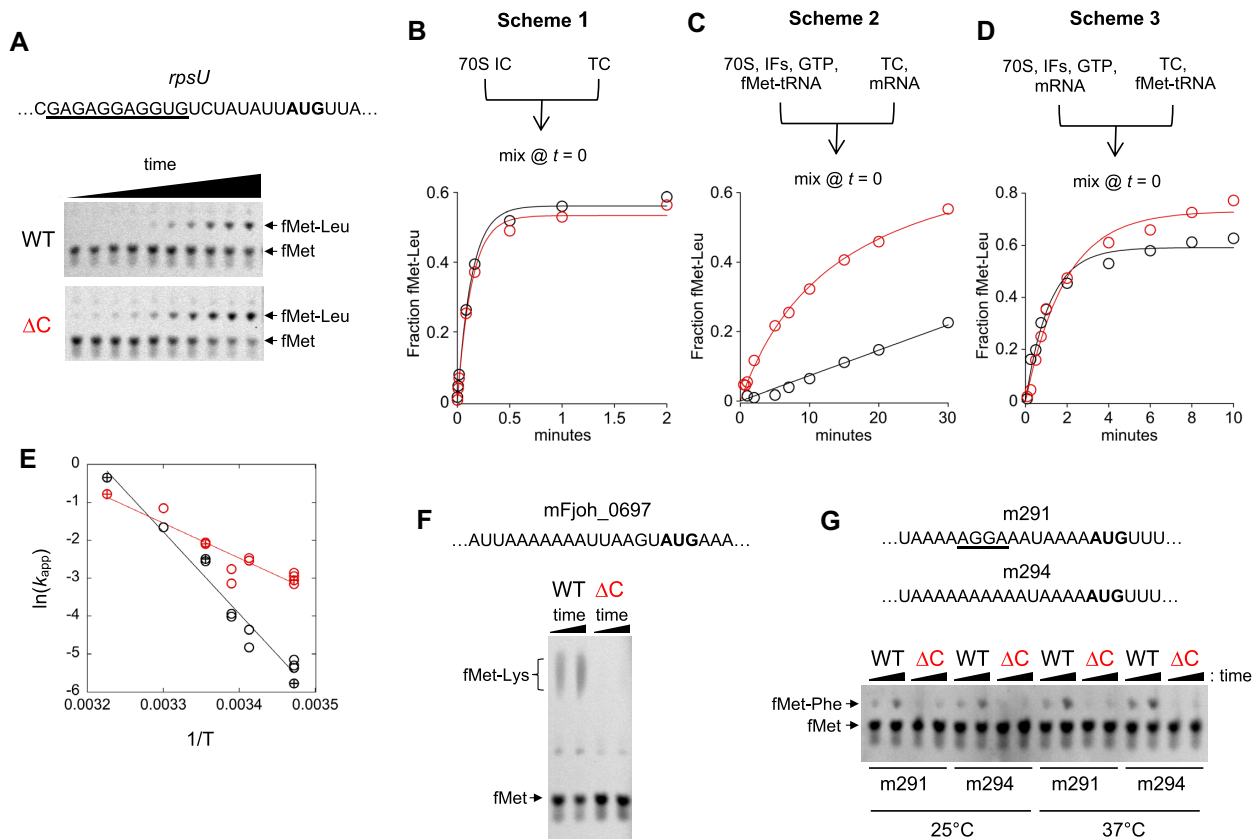 A
rpsU
...CGAGAGGAGGUGUCUAUAUUAUGUUA...
time
WT
fMet-Leu
fMet
ΔC
fMet-Leu
fMet
B
Scheme 1
70S IC
TC
mix @ t = 0
Fraction fMet-Leu
0.6
0.4
0.2
0
0
0.5
1
1.5
2
minutes
C
Scheme 2
70S, IFs, GTP,
fMet-tRNA
TC,
mRNA
mix @ t = 0
Fraction fMet-Leu
0.6
0.4
0.2
0
0
10
20
30
minutes
D
Scheme 3
70S, IFs, GTP,
mRNA
TC,
fMet-tRNA
mix @ t = 0
Fraction fMet-Leu
0.8
0.6
0.4
0.2
0
0
2
4
6
8
10
minutes
E
ln(kapp)
0
-1
-2
-3
-4
-5
-6
0.0032
0.0033
0.0034
0.0035
1/T
F
mFjoh_0697
...AUUAAAAAAAUUAAGUAUGAAA...
WT ΔC
time time
fMet-Lys
fMet
G
m291
...UAAAAAGGAAAUAAAAAUGUUU...
m294
...UAAAAAAAAAAUAAAAAUGUUU...
WT ΔC WT ΔC WT ΔC WT ΔC
: time
fMet-Phe
fMet
m291 m294 m291 m294
25°C 37°C